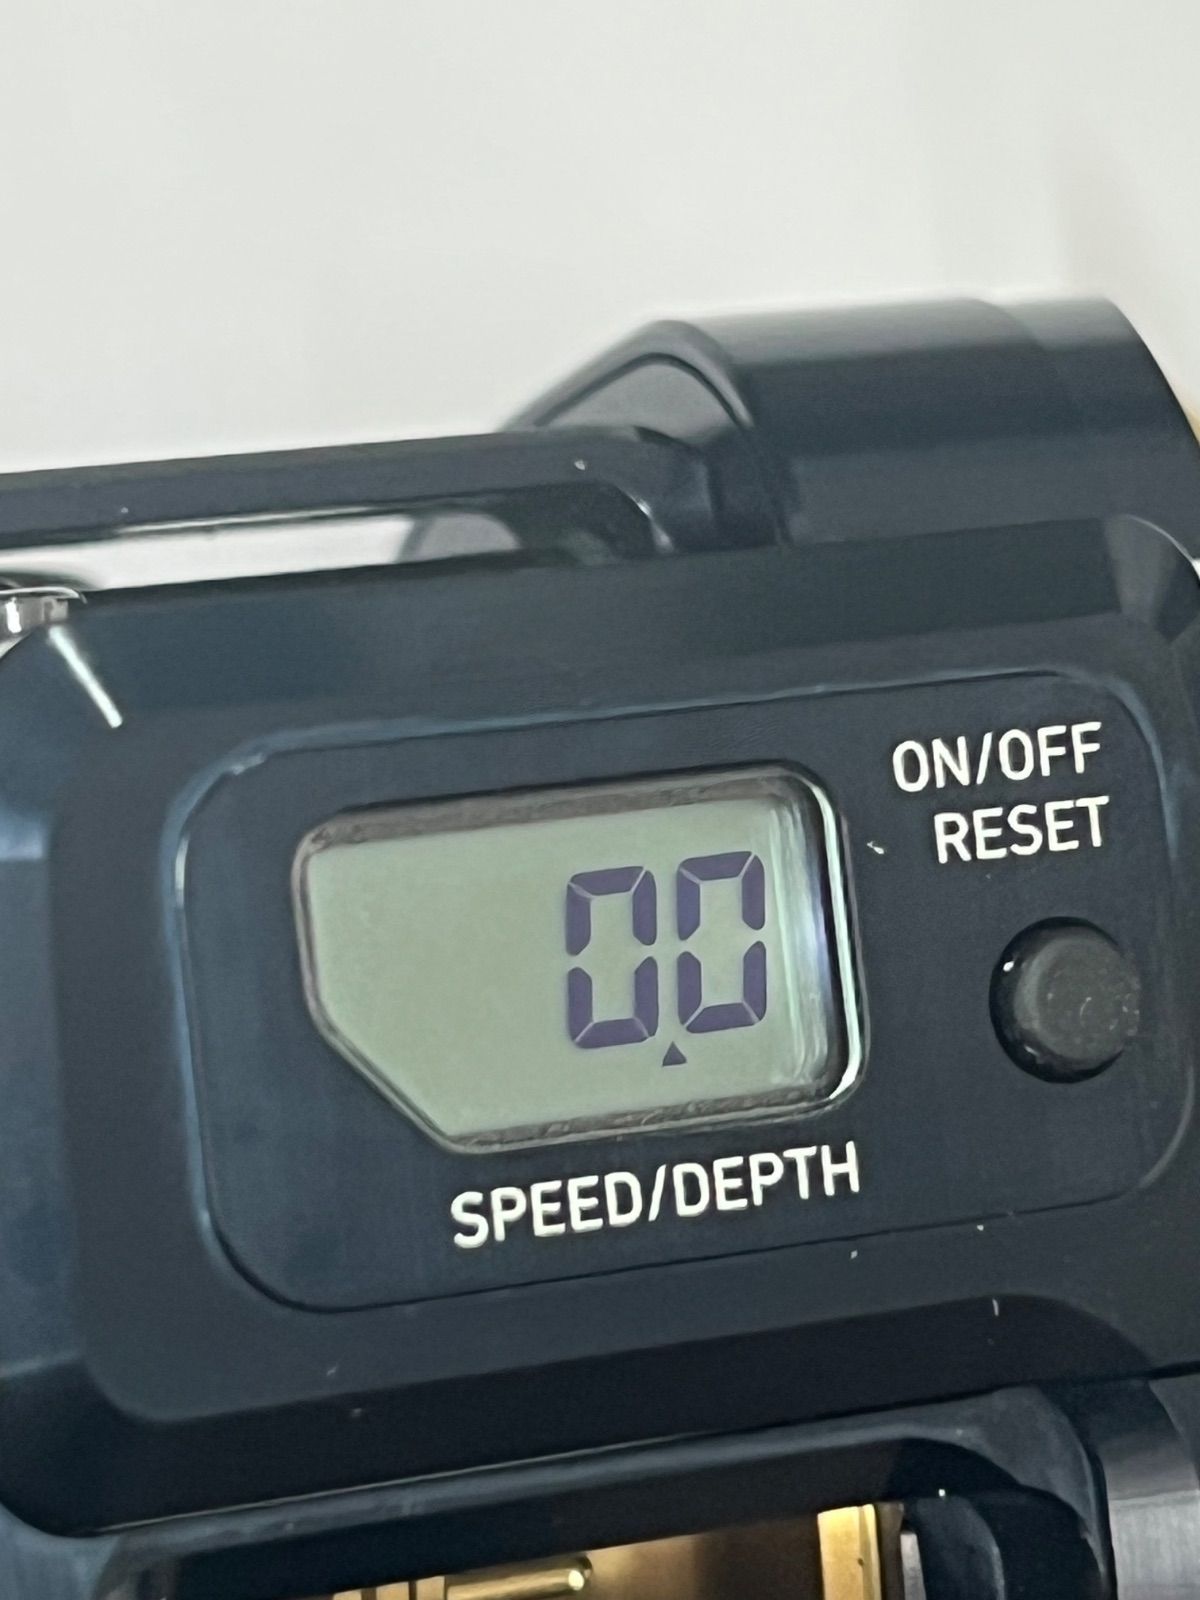 ON/OFF
RESET
0.0
SPEED/DEPTH